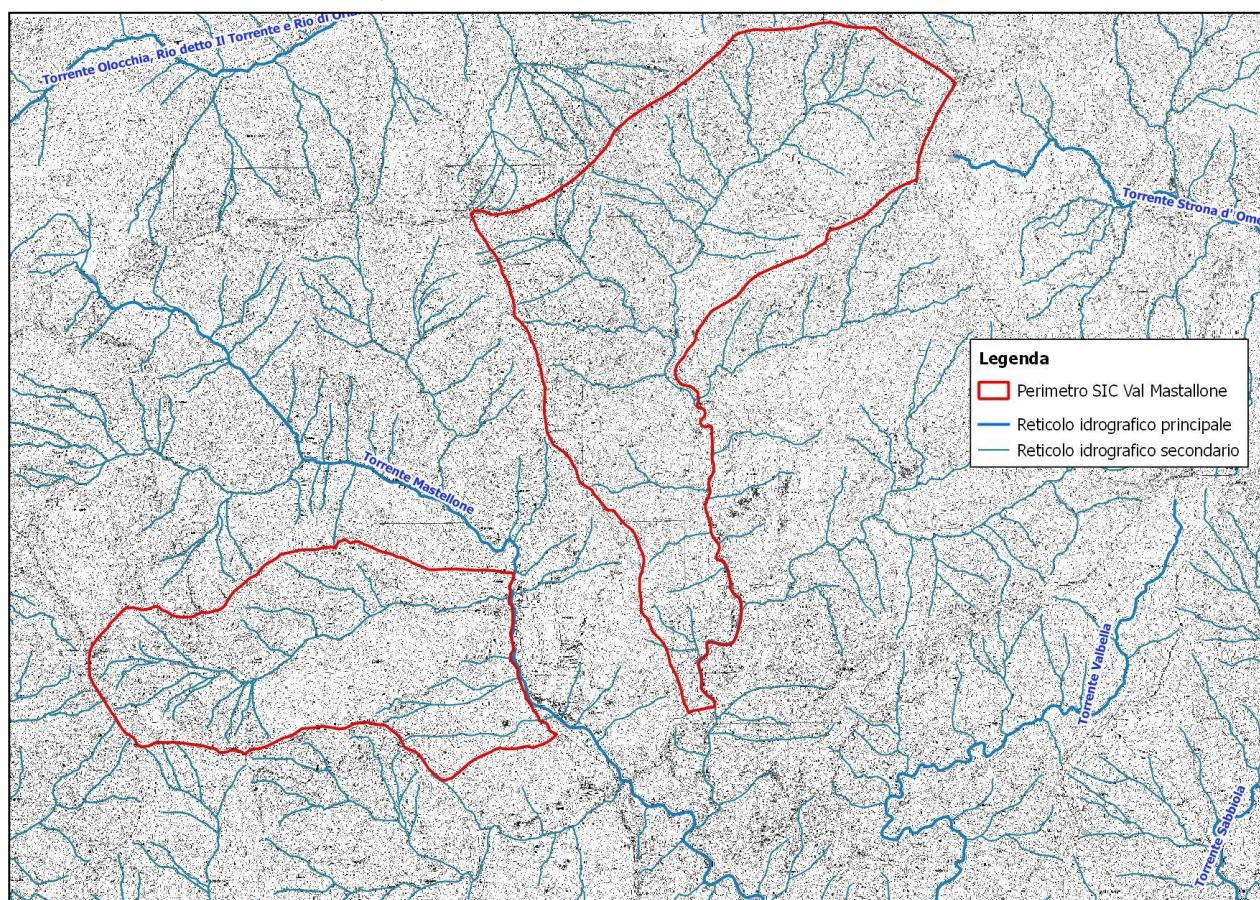 Torrente Olocchia, Rio detto Il Torrente e Rio di On
Torrente Strona d' Ome
Legenda
Perimetro SIC Val Mastallone
Reticolo idrografico principale
Reticolo idrografico secondario
Torrente Mastellone
Torrente Valbella
Torrente Sabbiola